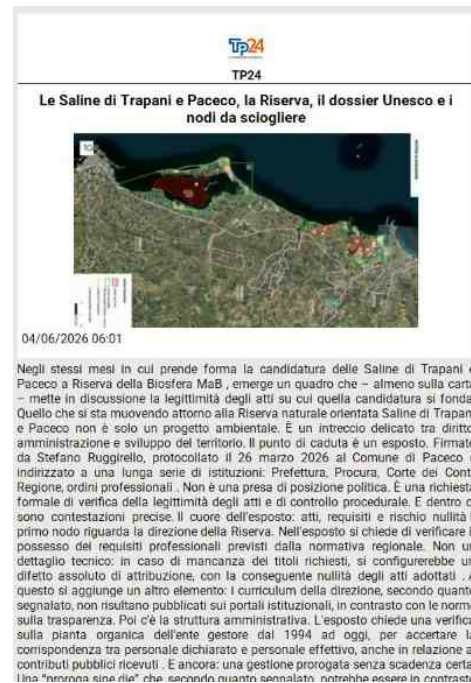 Tp24
TP24
Le Saline di Trapani e Paceco, la Riserva, il dossier Unesco e i
nodi da sciogliere
04/06/2026 06:01
Negli stessi mesi in cui prende forma la candidatura delle Saline di Trapani e
Paceco a Riserva della Biosfera MaB , emerge un quadro che – almeno sulla carta
– mette in discussione la legittimità degli atti su cui quella candidatura si fonda.
Quello che si sta muovendo attorno alla Riserva naturale orientata Saline di Trapani
e Paceco non è solo un progetto ambientale. È un intreccio delicato tra diritto,
amministrazione e sviluppo del territorio. Il punto di caduta è un esposto. Firmato
da Stefano Ruggirello, protocollato il 26 marzo 2026 al Comune di Paceco e
indirizzato a una lunga serie di istituzioni: Prefettura, Procura, Corte dei Conti,
Regione, ordini professionali . Non è una presa di posizione politica. È una richiesta
formale di verifica della legittimità degli atti e di controllo procedurale. E dentro ci
sono contestazioni precise. Il cuore dell'esposto: atti, requisiti e rischio nullità Il
primo nodo riguarda la direzione della Riserva. Nell'esposto si chiede di verificare il
possesso dei requisiti professionali previsti dalla normativa regionale. Non un
dettaglio tecnico: in caso di mancanza dei titoli richiesti, si configurerebbe un
difetto assoluto di attribuzione, con la conseguente nullità degli atti adottati . A
questo si aggiunge un altro elemento: i curriculum della direzione, secondo quanto
segnalato, non risultano pubblicati sui portali istituzionali, in contrasto con le norme
sulla trasparenza. Poi c'è la struttura amministrativa. L'esposto chiede una verifica
sulla pianta organica dell'ente gestore dal 1994 ad oggi, per accertare la
corrispondenza tra personale dichiarato e personale effettivo, anche in relazione ai
contributi pubblici ricevuti . E ancora: una gestione prorogata senza scadenza certa.
Una "proroga sine die" che, secondo quanto segnalato, potrebbe essere in contrasto